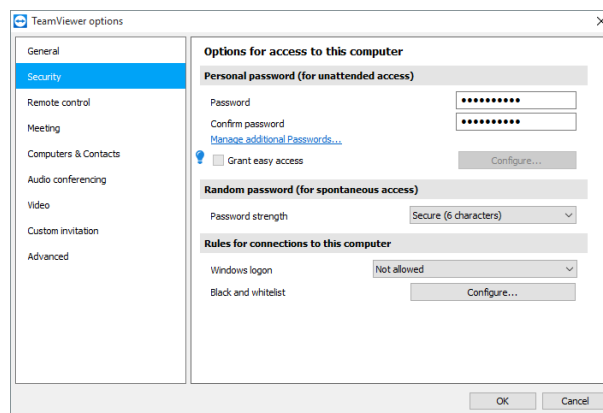 TeamViewer options
General
Security
Remote control
Meeting
Computers & Contacts
Audio conferencing
Video
Custom invitation
Advanced
Options for access to this computer
Personal password (for unattended access)
Password ••••••••••
Confirm password ••••••••••
Manage additional Passwords...
Grant easy access Configure...
Random password (for spontaneous access)
Password strength Secure (6 characters)
Rules for connections to this computer
Windows logon Not allowed
Black and whitelist Configure...
OK Cancel